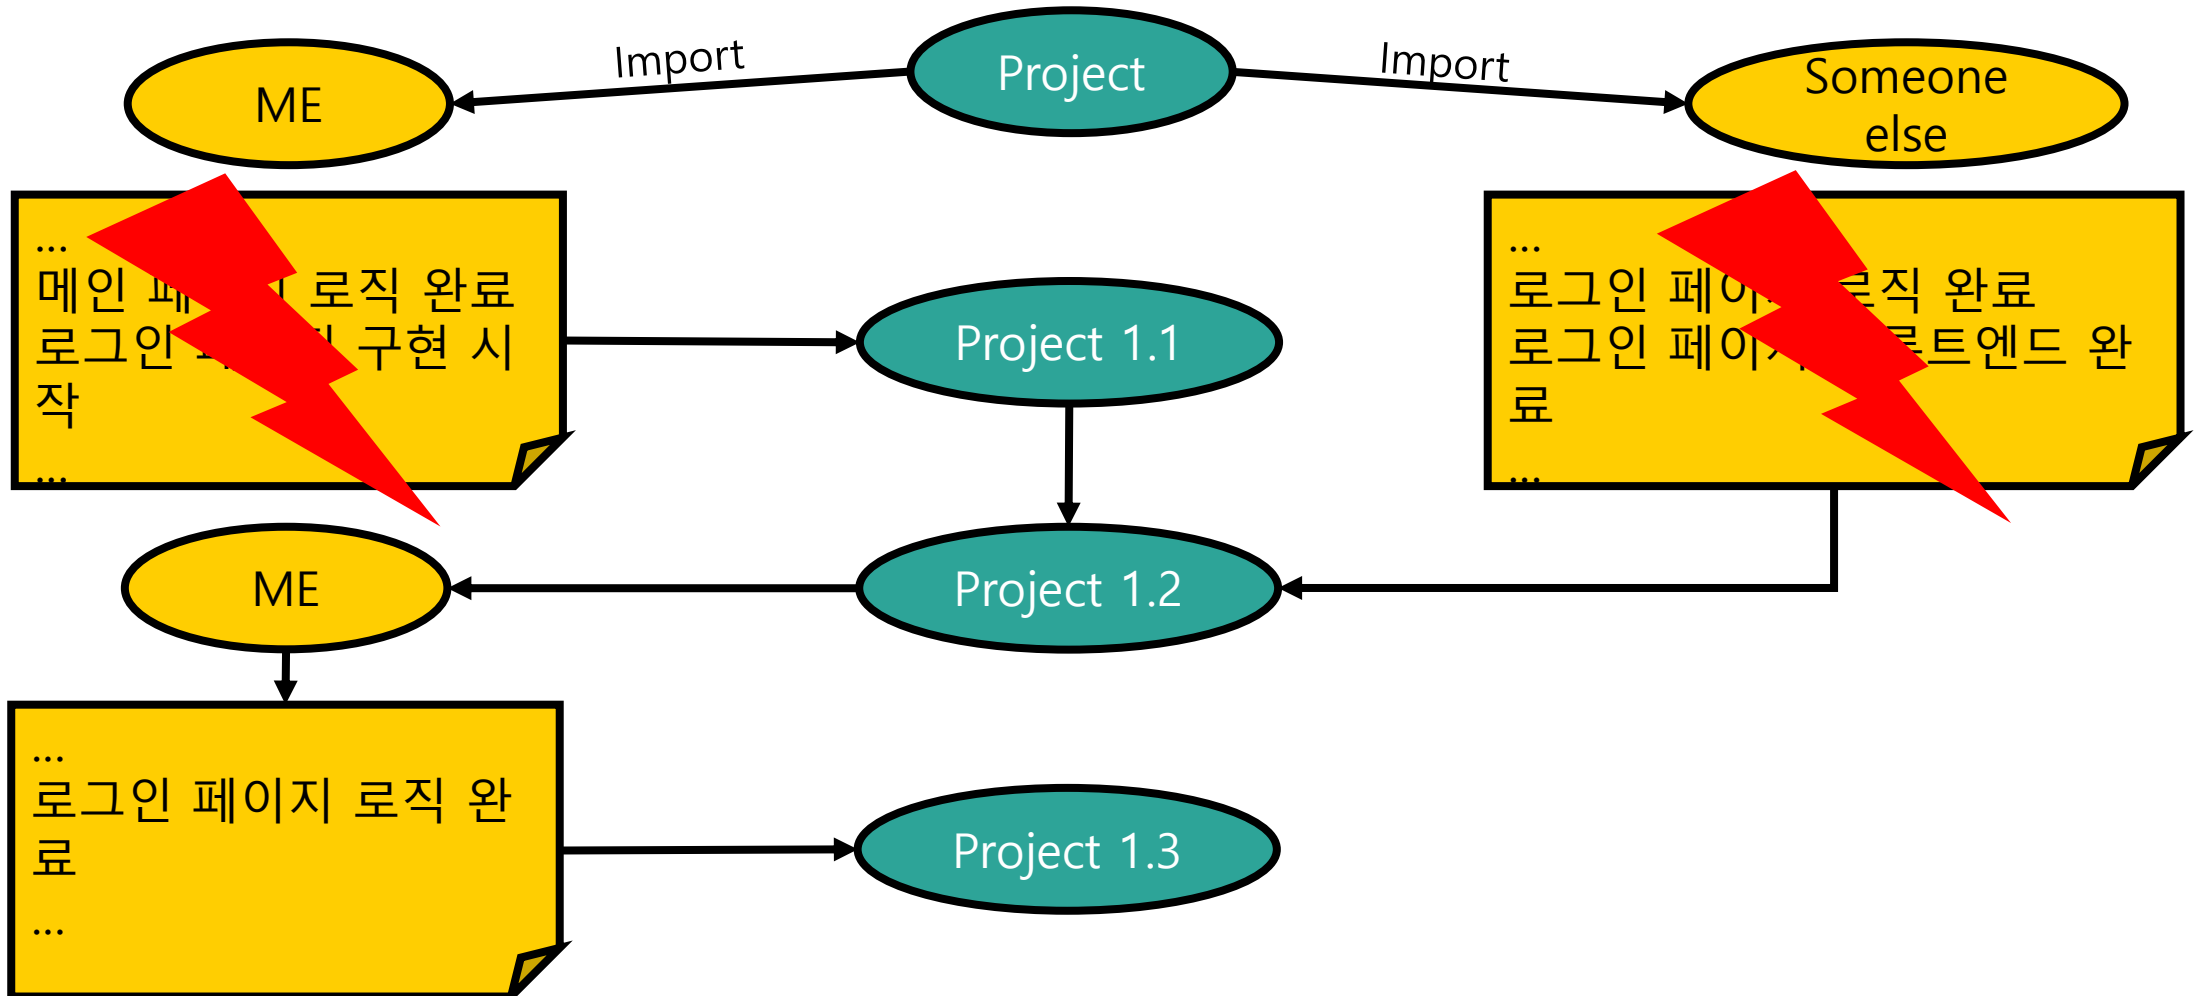 Import
Import
Project
ME
Someone
else
...
메인 로직 완료
로그인 구현 시
작
...
...
로그인 페이지 로직 완료
로그인 페이지 완
료
...
Project 1.1
ME
Project 1.2
...
로그인 페이지 로직 완
료
...
Project 1.3